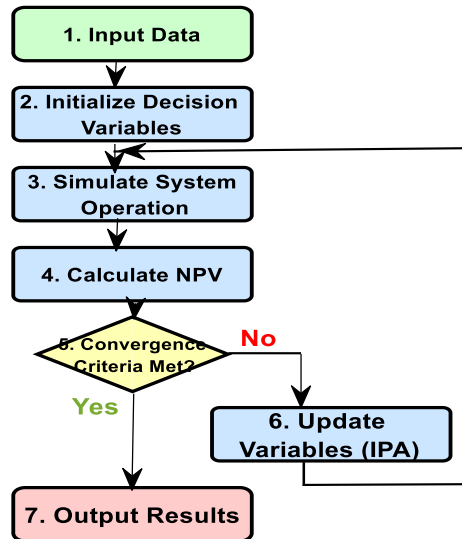 1. Input Data
2. Initialize Decision
Variables
3. Simulate System
Operation
4. Calculate NPV
5. Convergence
Criteria Met?
No
Yes
6. Update
Variables (IPA)
7. Output Results